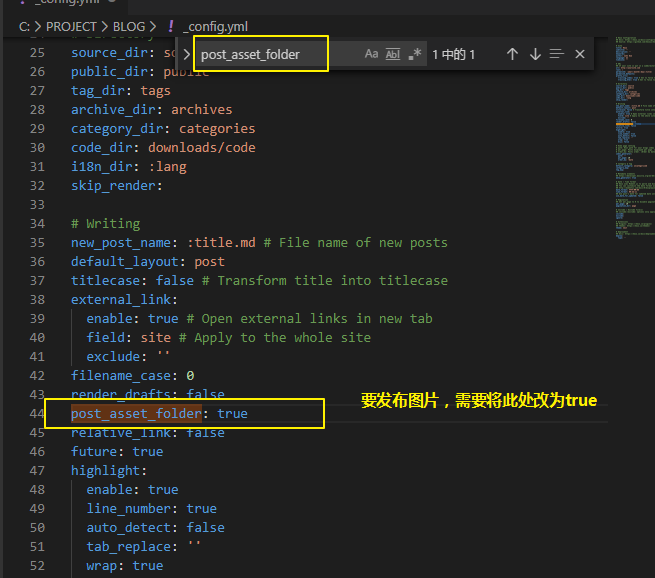 _config.yml
C: > PROJECT > BLOG > ! _config.yml
post_asset_folder Aa Abl .* 1 中的 1
25 source_dir:
26 public_dir: public
27 tag_dir: tags
28 archive_dir: archives
29 category_dir: categories
30 code_dir: downloads/code
31 i18n_dir: :lang
32 skip_render:
33
34 # Writing
35 new_post_name: :title.md # File name of new posts
36 default_layout: post
37 titlecase: false # Transform title into titlecase
38 external_link:
39 enable: true # Open external links in new tab
40 field: site # Apply to the whole site
41 exclude: ''
42 filename_case: 0
43 render_drafts: false
44 post_asset_folder: true
要发布图片，需要将此处改为true
45 relative_link: false
46 future: true
47 highlight:
48 enable: true
49 line_number: true
50 auto_detect: false
51 tab_replace: ''
52 wrap: true